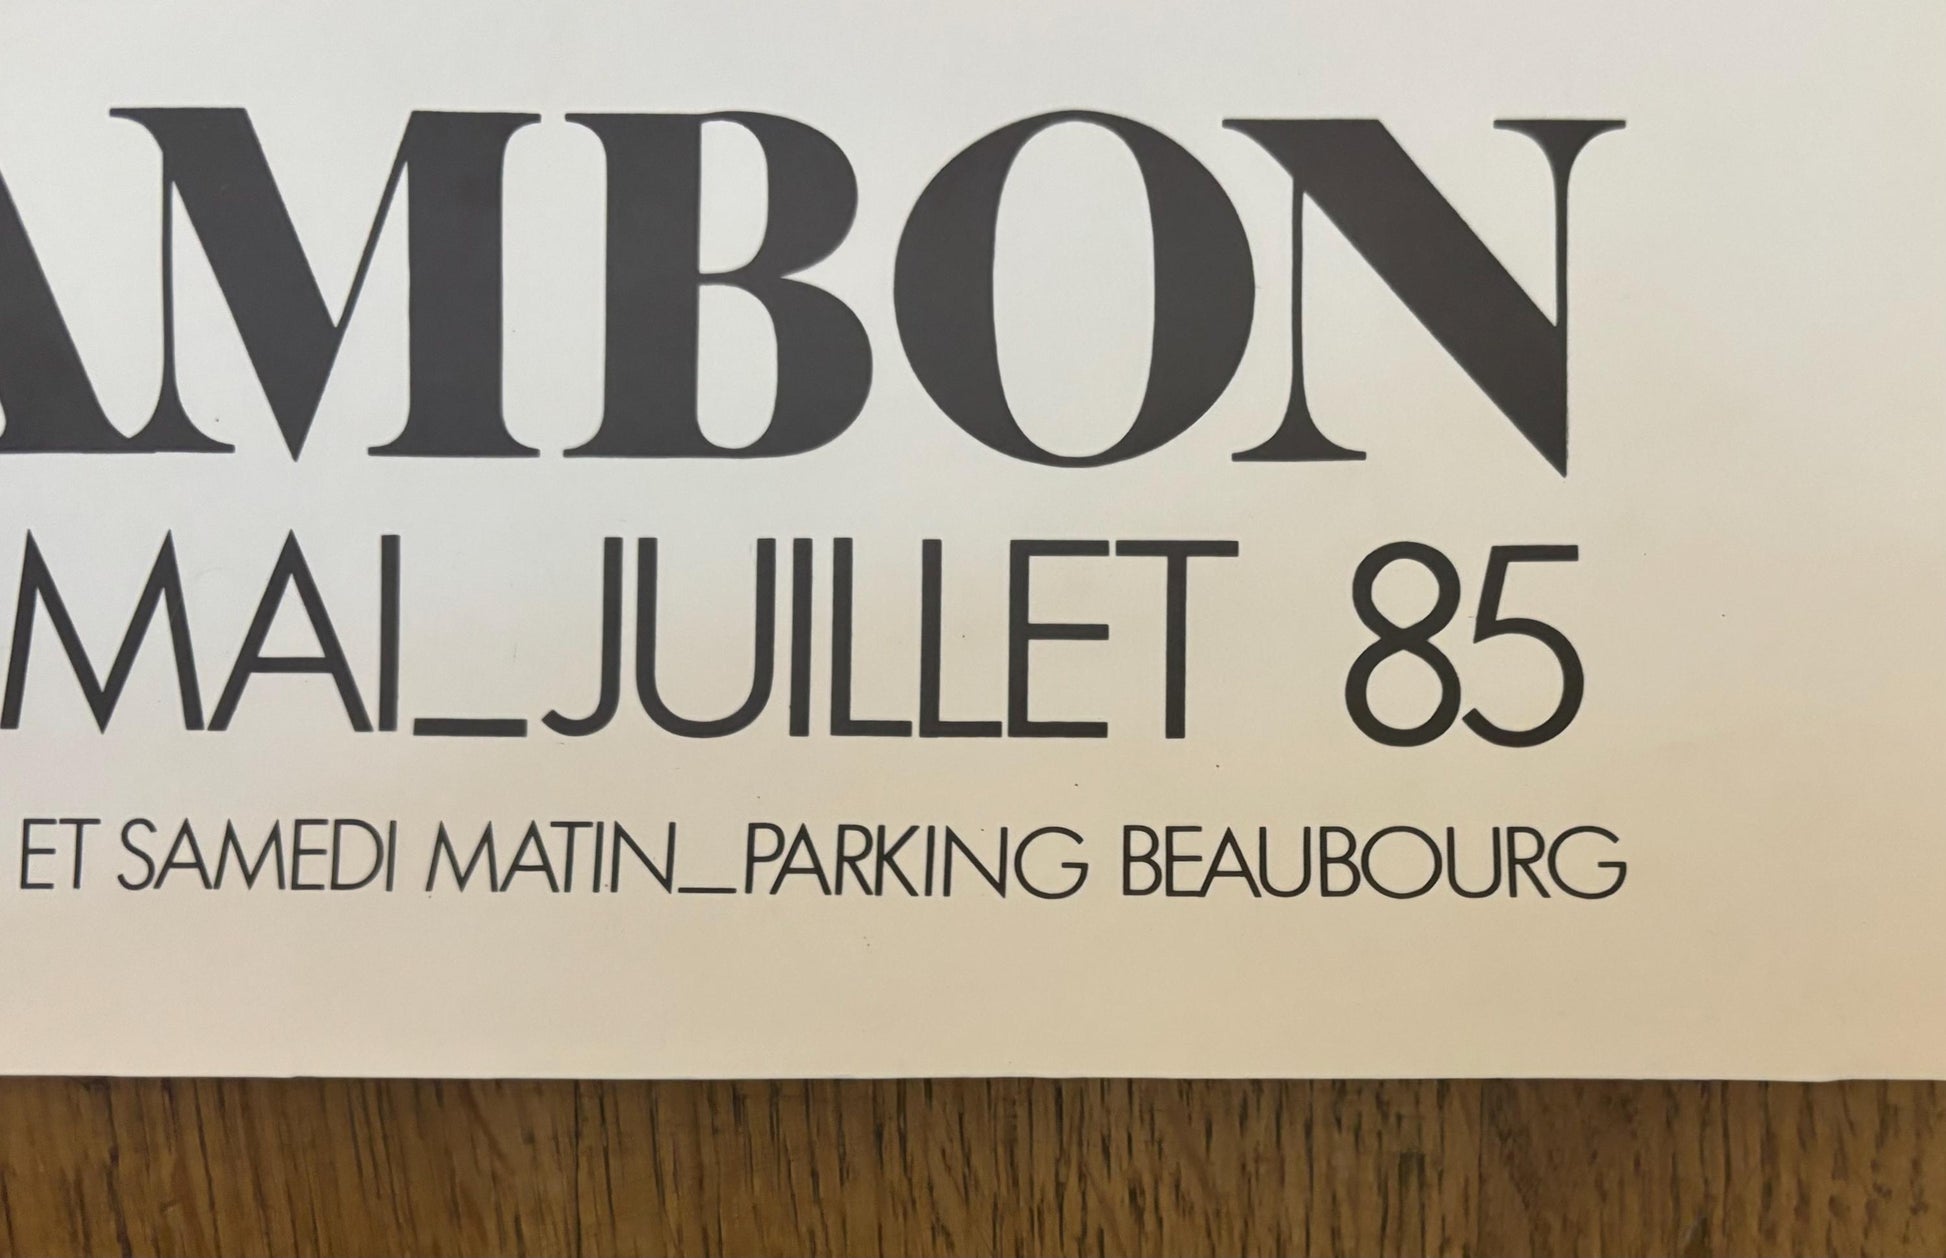 AMBON
MAI_JUILLET 85
ET SAMEDI MATIN_PARKING BEAUBOURG